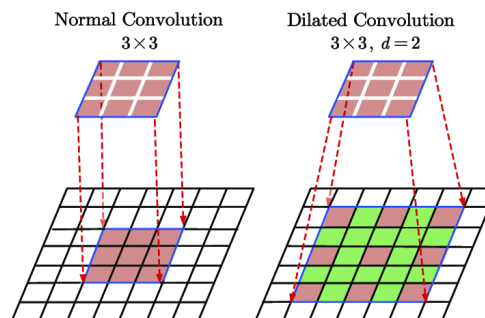 Normal Convolution
3×3
Dilated Convolution
3×3, d=2